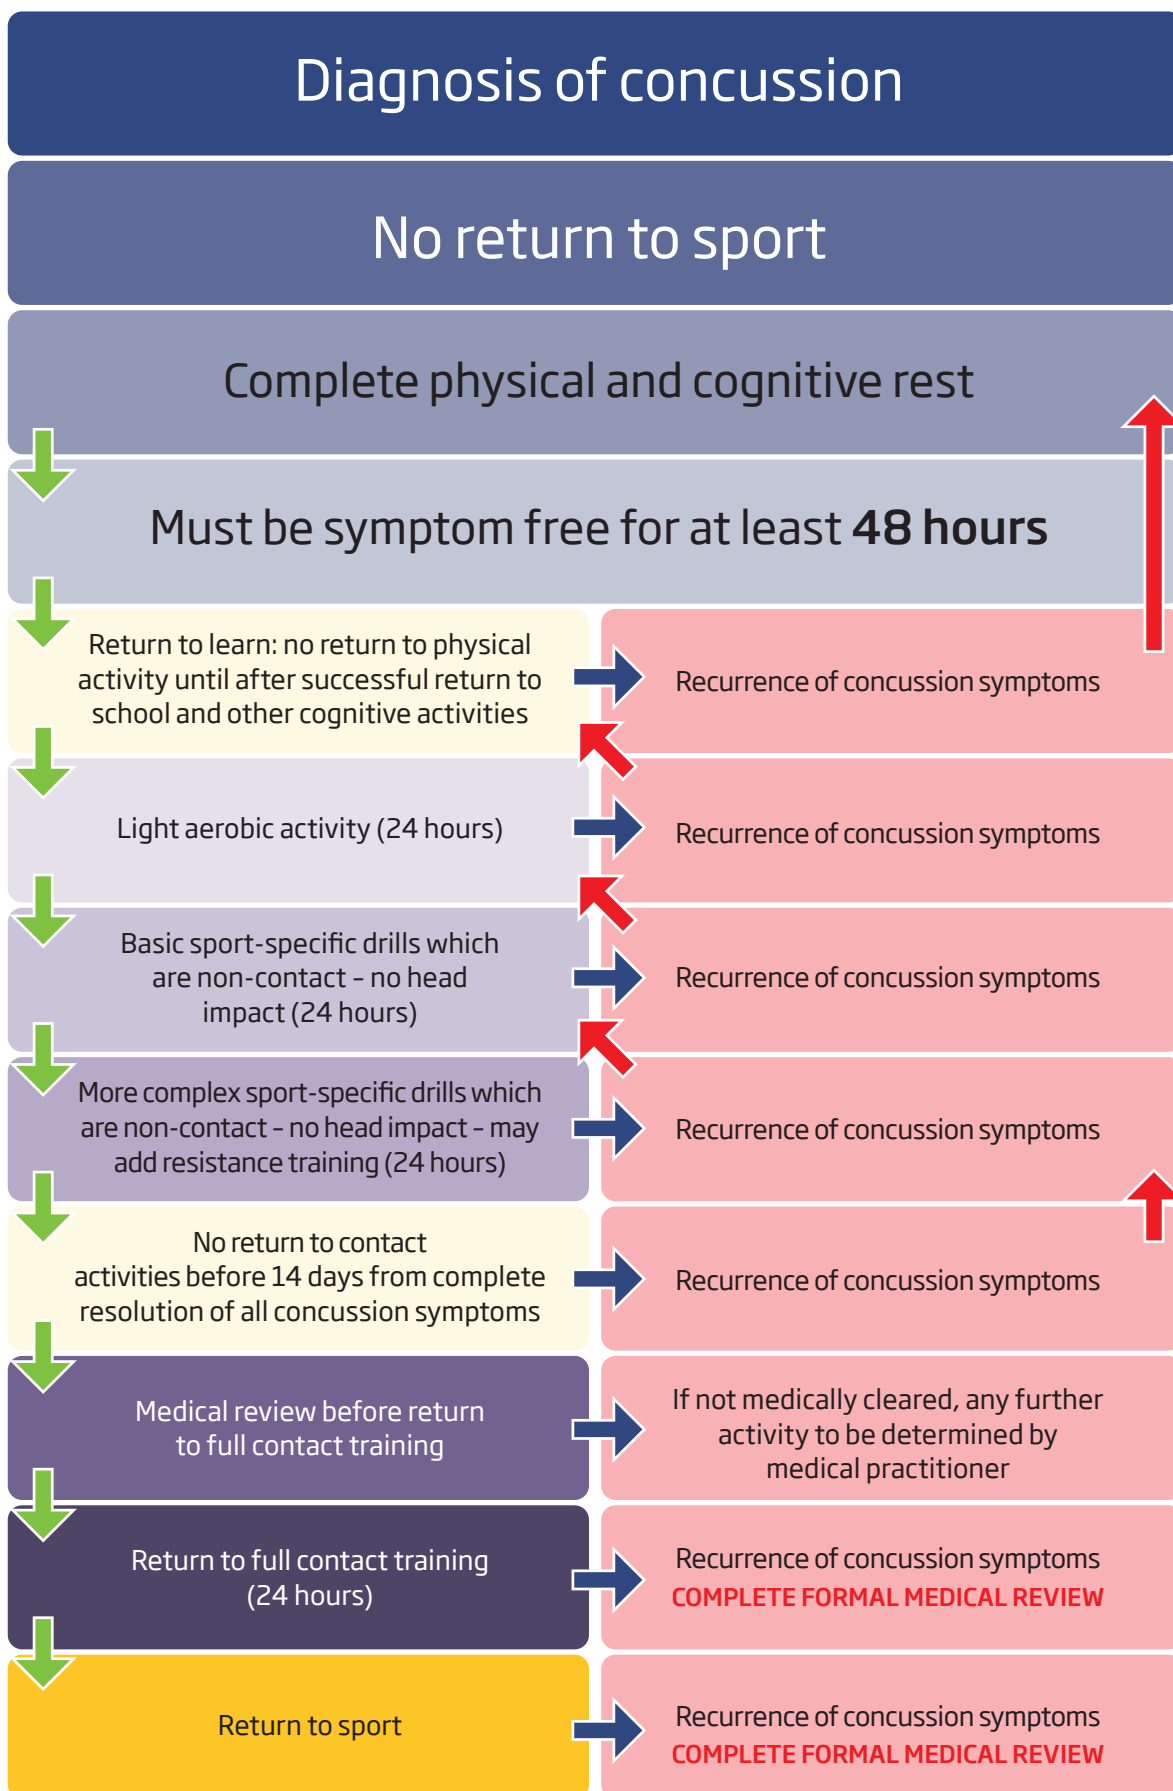 Diagnosis of concussion
No return to sport
Complete physical and cognitive rest
Must be symptom free for at least 48 hours
Return to learn: no return to physical
activity until after successful return to
school and other cognitive activities
Recurrence of concussion symptoms
Light aerobic activity (24 hours)
Recurrence of concussion symptoms
Basic sport-specific drills which
are non-contact – no head
impact (24 hours)
Recurrence of concussion symptoms
More complex sport-specific drills which
are non-contact – no head impact – may
add resistance training (24 hours)
Recurrence of concussion symptoms
No return to contact
activities before 14 days from complete
resolution of all concussion symptoms
Recurrence of concussion symptoms
Medical review before return
to full contact training
If not medically cleared, any further
activity to be determined by
medical practitioner
Return to full contact training
(24 hours)
Recurrence of concussion symptoms
COMPLETE FORMAL MEDICAL REVIEW
Return to sport
Recurrence of concussion symptoms
COMPLETE FORMAL MEDICAL REVIEW